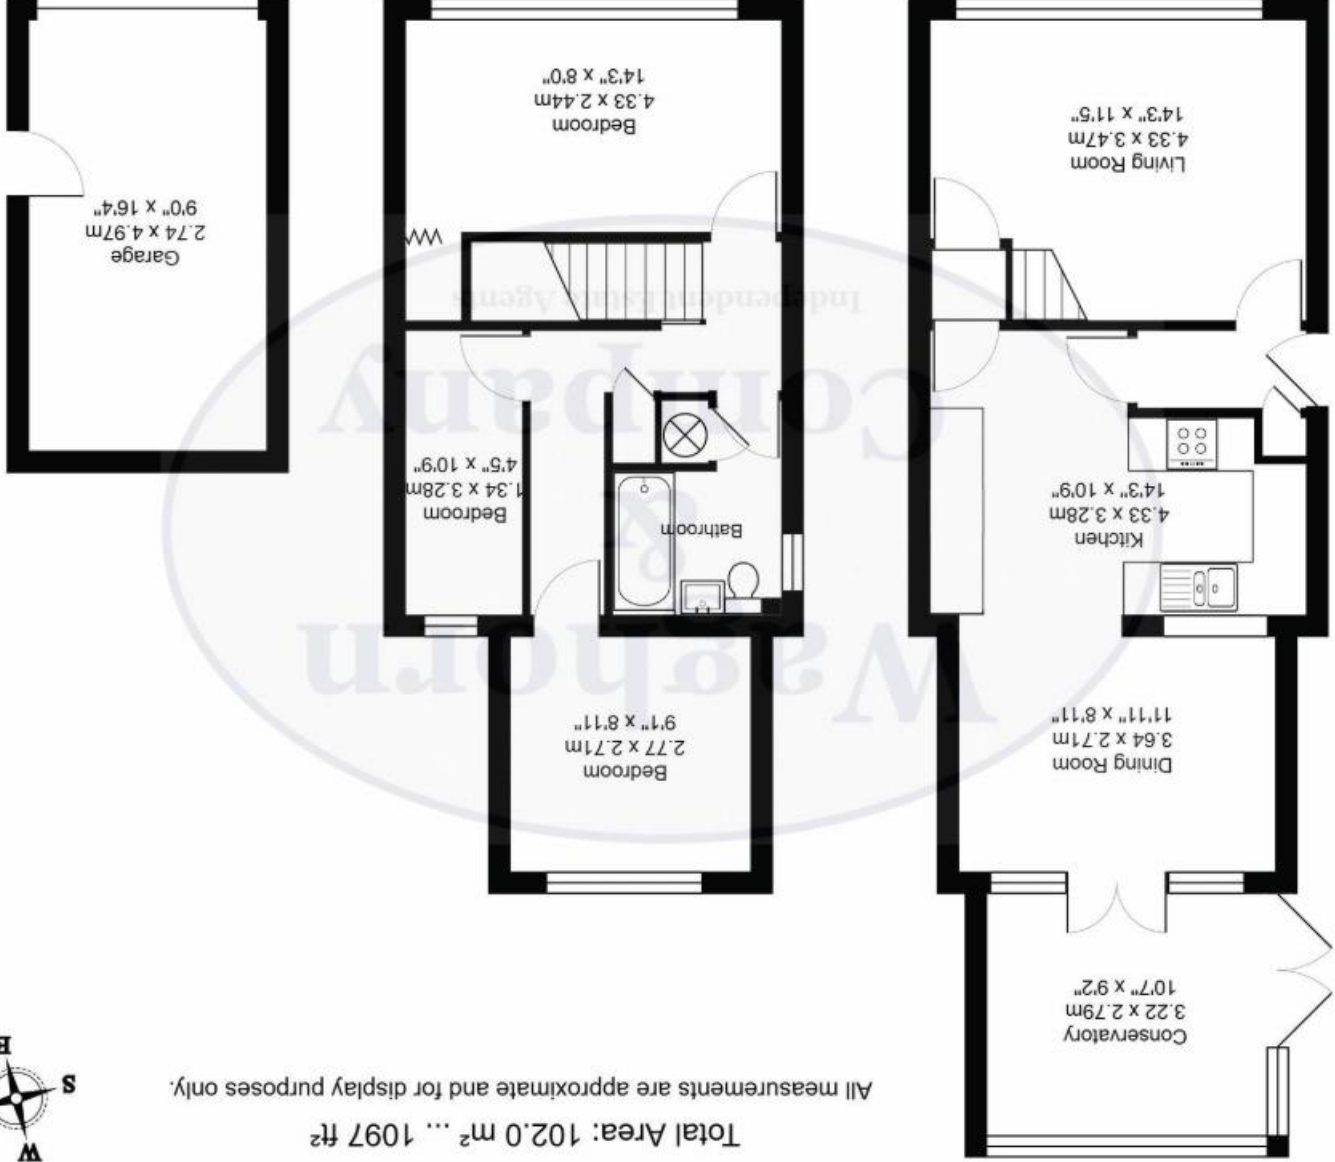 Total Area: 102.0 m² ... 1097 ft²
All measurements are approximate and for display purposes only.
W
S
E
Conservatory
3.22 x 2.79m
10'7" x 9'2"
Dining Room
3.64 x 2.71m
11'11" x 8'11"
Kitchen
4.33 x 3.28m
14'3" x 10'9"
Living Room
4.33 x 3.47m
14'3" x 11'5"
Bedroom
2.77 x 2.71m
9'1" x 8'11"
Bathroom
Bedroom
1.34 x 3.28m
4'5" x 10'9"
Bedroom
4.33 x 2.44m
14'3" x 8'0"
Garage
2.74 x 4.97m
9'0" x 16'4"
Waghorn
&
Company
Independent Estate Agents